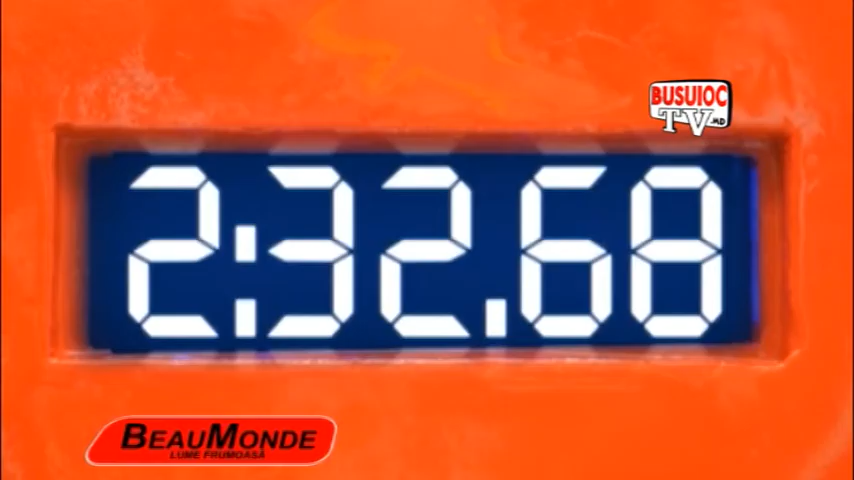 BUSUIOC
TV.MD
2:32.68
BEAUMONDE
LUME FRUMOASĂ